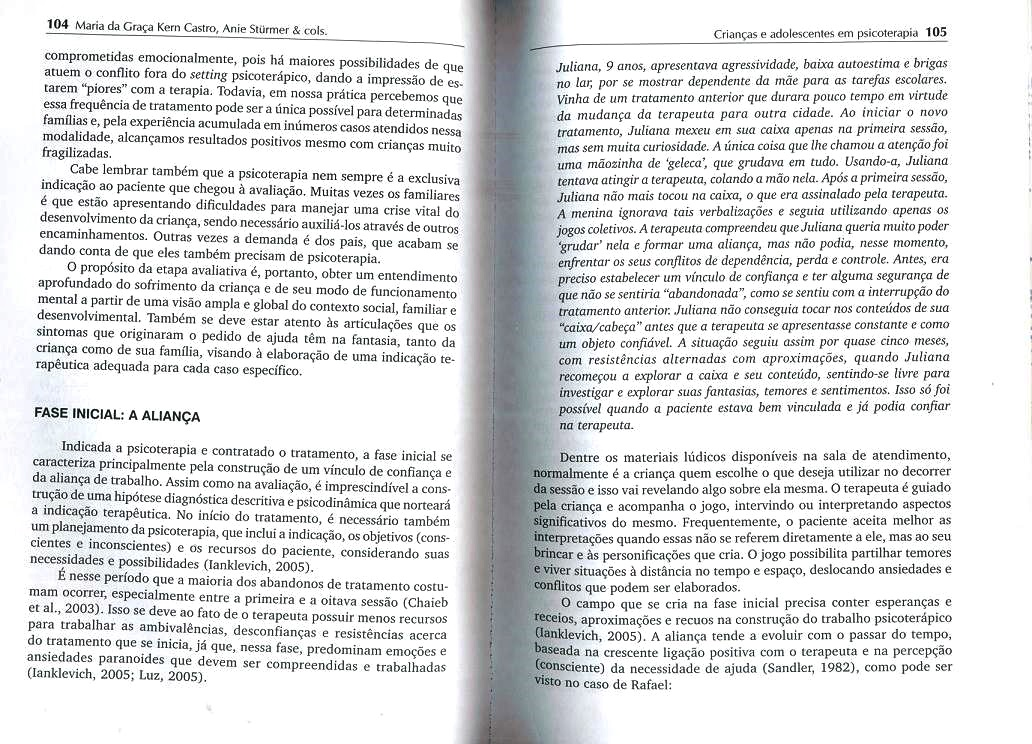 104 Maria da Graça Kern Castro, Anie Stürmer & cols.
comprometidas emocionalmente, pois há maiores possibilidades de que
atuem o conflito fora do setting psicoterápico, dando a impressão de es-
tarem “piores” com a terapia. Todavia, em nossa prática percebemos que
essa frequência de tratamento pode ser a única possível para determinadas
famílias e, pela experiência acumulada em inúmeros casos atendidos nessa
modalidade, alcançamos resultados positivos mesmo com crianças muito
fragilizadas.
Cabe lembrar também que a psicoterapia nem sempre é a exclusiva
indicação ao paciente que chegou à avaliação. Muitas vezes os familiares
é que estão apresentando dificuldades para manejar uma crise vital do
desenvolvimento da criança, sendo necessário auxiliá-los através de outros
encaminhamentos. Outras vezes a demanda é dos pais, que acabam se
dando conta de que eles também precisam de psicoterapia.
O propósito da etapa avaliativa é, portanto, obter um entendimento
aprofundado do sofrimento da criança e de seu modo de funcionamento
mental a partir de uma visão ampla e global do contexto social, familiar e
desenvolvimental. Também se deve estar atento às articulações que os
sintomas que originaram o pedido de ajuda têm na fantasia, tanto da
criança como de sua família, visando à elaboração de uma indicação te-
rapêutica adequada para cada caso específico.
FASE INICIAL: A ALIANÇA
Indicada a psicoterapia e contratado o tratamento, a fase inicial se
caracteriza principalmente pela construção de um vínculo de confiança e
da aliança de trabalho. Assim como na avaliação, é imprescindível a cons-
trução de uma hipótese diagnóstica descritiva e psicodinâmica que norteará
a indicação terapêutica. No início do tratamento, é necessário também
um planejamento da psicoterapia, que inclui a indicação, os objetivos (cons-
cientes e inconscientes) e os recursos do paciente, considerando suas
necessidades e possibilidades (Ianklevich, 2005).
É nesse período que a maioria dos abandonos de tratamento costu-
mam ocorrer, especialmente entre a primeira e a oitava sessão (Chaieb
et al., 2003). Isso se deve ao fato de o terapeuta possuir menos recursos
para trabalhar as ambivalências, desconfianças e resistências acerca
do tratamento que se inicia, já que, nessa fase, predominam emoções e
ansiedades paranoides que devem ser compreendidas e trabalhadas
(Ianklevich, 2005; Luz, 2005).
Crianças e adolescentes em psicoterapia 105
Juliana, 9 anos, apresentava agressividade, baixa autoestima e brigas
no lar, por se mostrar dependente da mãe para as tarefas escolares.
Vinha de um tratamento anterior que durara pouco tempo em virtude
da mudança da terapeuta para outra cidade. Ao iniciar o novo
tratamento, Juliana mexeu em sua caixa apenas na primeira sessão,
mas sem muita curiosidade. A única coisa que lhe chamou a atenção foi
uma mãozinha de ‘geleca’, que grudava em tudo. Usando-a, Juliana
tentava atingir a terapeuta, colando a mão nela. Após a primeira sessão,
Juliana não mais tocou na caixa, o que era assinalado pela terapeuta.
A menina ignorava tais verbalizações e seguia utilizando apenas os
jogos coletivos. A terapeuta compreendeu que Juliana queria muito poder
‘grudar’ nela e formar uma aliança, mas não podia, nesse momento,
enfrentar os seus conflitos de dependência, perda e controle. Antes, era
preciso estabelecer um vínculo de confiança e ter alguma segurança de
que não se sentiria “abandonada”, como se sentiu com a interrupção do
tratamento anterior. Juliana não conseguia tocar nos conteúdos de sua
“caixa/cabeça” antes que a terapeuta se apresentasse constante e como
um objeto confiável. A situação seguiu assim por quase cinco meses,
com resistências alternadas com aproximações, quando Juliana
recomeçou a explorar a caixa e seu conteúdo, sentindo-se livre para
investigar e explorar suas fantasias, temores e sentimentos. Isso só foi
possível quando a paciente estava bem vinculada e já podia confiar
na terapeuta.
Dentre os materiais lúdicos disponíveis na sala de atendimento,
normalmente é a criança quem escolhe o que deseja utilizar no decorrer
da sessão e isso vai revelando algo sobre ela mesma. O terapeuta é guiado
pela criança e acompanha o jogo, intervindo ou interpretando aspectos
significativos do mesmo. Frequentemente, o paciente aceita melhor as
interpretações quando essas não se referem diretamente a ele, mas ao seu
brincar e às personificações que cria. O jogo possibilita partilhar temores
e viver situações à distância no tempo e espaço, deslocando ansiedades e
conflitos que podem ser elaborados.
O campo que se cria na fase inicial precisa conter esperanças e
receios, aproximações e recuos na construção do trabalho psicoterápico
(Ianklevich, 2005). A aliança tende a evoluir com o passar do tempo,
baseada na crescente ligação positiva com o terapeuta e na percepção
(consciente) da necessidade de ajuda (Sandler, 1982), como pode ser
visto no caso de Rafael: